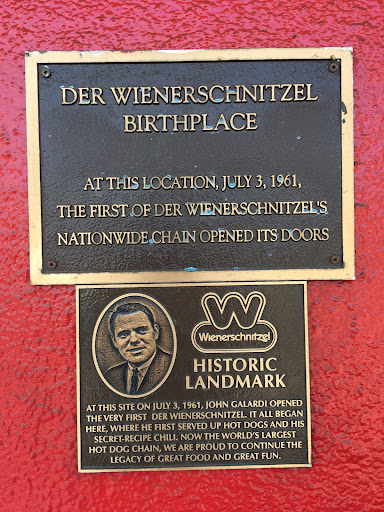 DER WIENERSCHNITZEL
BIRTHPLACE
AT THIS LOCATION, JULY 3, 1961,
THE FIRST OF DER WIENERSCHNITZEL'S
NATIONWIDE CHAIN OPENED ITS DOORS
W
Wienerschnitzel
HISTORIC
LANDMARK
AT THIS SITE ON JULY 3, 1961, JOHN GALARDI OPENED
THE VERY FIRST DER WIENERSCHNITZEL. IT ALL BEGAN
HERE, WHERE HE FIRST SERVED UP HOT DOGS AND HIS
SECRET-RECIPE CHILI. NOW THE WORLD'S LARGEST
HOT DOG CHAIN, WE ARE PROUD TO CONTINUE THE
LEGACY OF GREAT FOOD AND GREAT FUN.